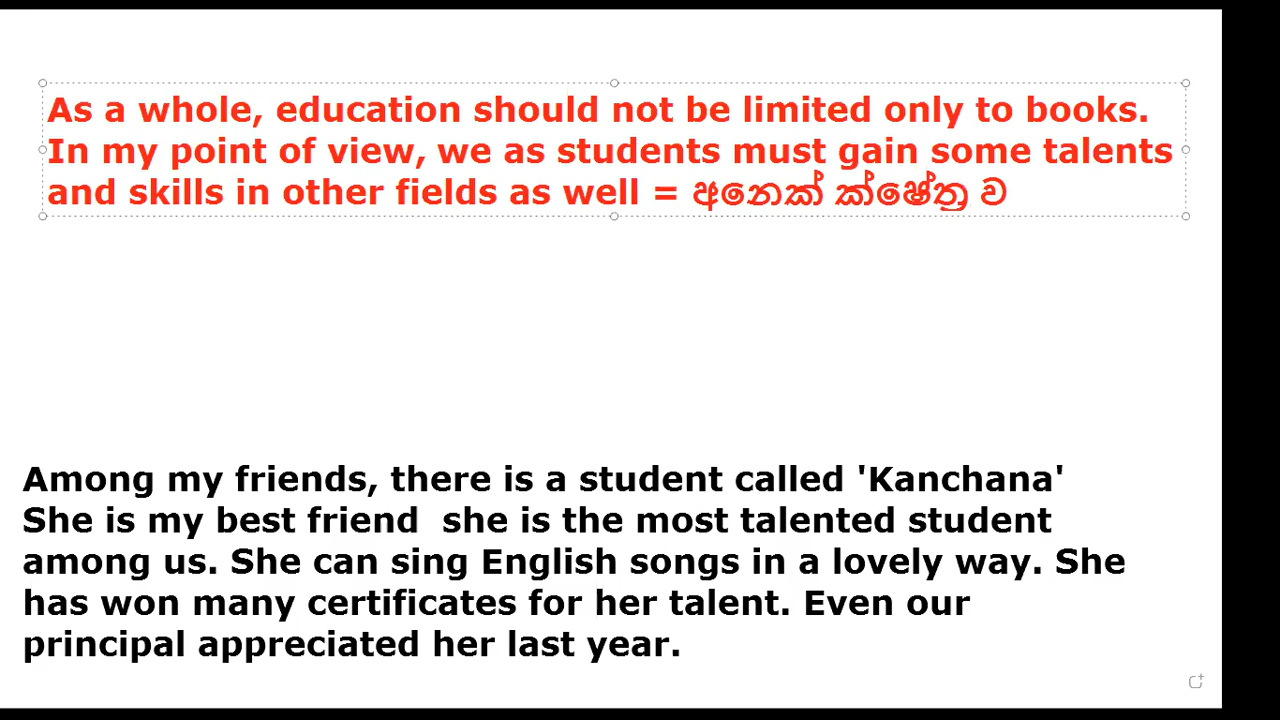 As a whole, education should not be limited only to books.
In my point of view, we as students must gain some talents
and skills in other fields as well = අනෙක් ක්ෂේත්‍ර ව
Among my friends, there is a student called 'Kanchana'
She is my best friend  she is the most talented student
among us. She can sing English songs in a lovely way. She
has won many certificates for her talent. Even our
principal appreciated her last year.